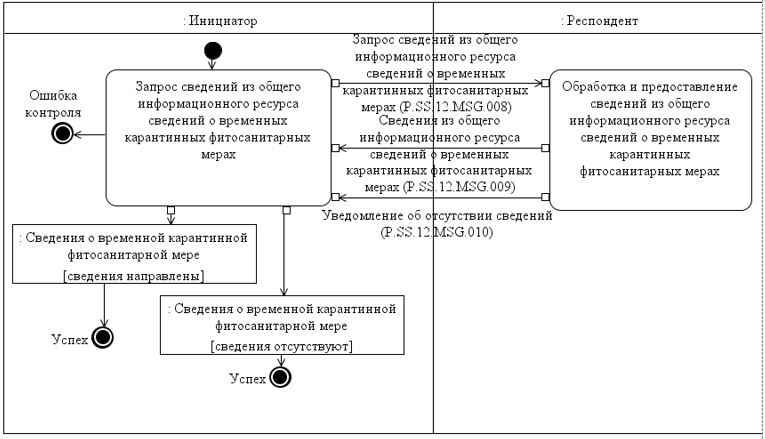 : Инициатор
: Респондент
Запрос сведений из общего
информационного ресурса
сведений о временных
карантинных фитосанитарных
мерах
Ошибка
контроля
Запрос сведений из общего
информационного ресурса
сведений о временных
карантинных фитосанитарных
мерах (P.SS.12.MSG.008)
Сведения из общего
информационного ресурса
сведений о временных
карантинных фитосанитарных
мерах (P.SS.12.MSG.009)
Уведомление об отсутствии сведений
(P.SS.12.MSG.010)
Обработка и предоставление
сведений из общего
информационного ресурса
сведений о временных
карантинных
фитосанитарных мерах
: Сведения о временной карантинной
фитосанитарной мере
[сведения направлены]
Успех
: Сведения о временной карантинной
фитосанитарной мере
[сведения отсутствуют]
Успех